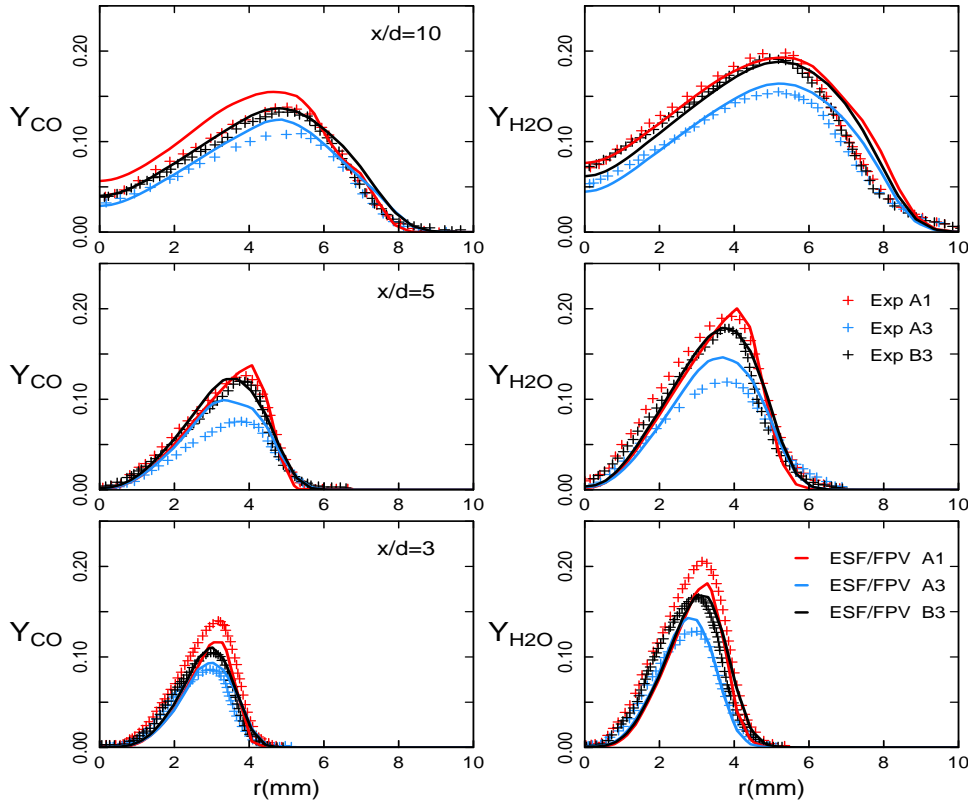 x/d=10
0.20
0.20
Y_CO
Y_H2O
0.10
0.10
0.00
0.00
0 2 4 6 8 10
0 2 4 6 8 10
x/d=5
0.20
0.20
Exp A1
Exp A3
Exp B3
Y_CO
Y_H2O
0.10
0.10
0.00
0.00
0 2 4 6 8 10
0 2 4 6 8 10
x/d=3
0.20
0.20
ESF/FPV A1
ESF/FPV A3
ESF/FPV B3
Y_CO
Y_H2O
0.10
0.10
0.00
0.00
0 2 4 6 8 10
0 2 4 6 8 10
r(mm)
r(mm)